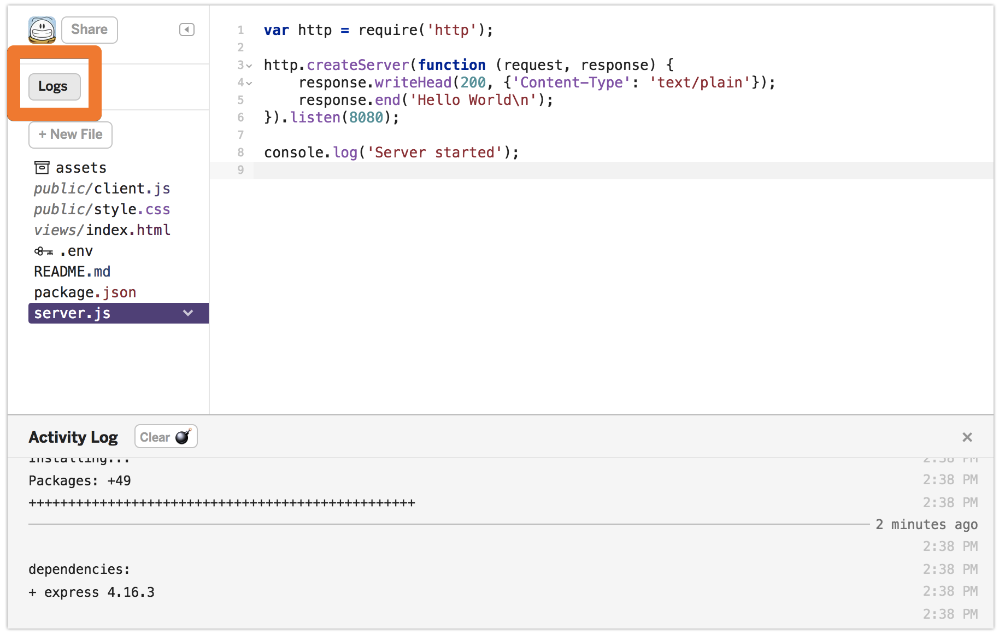 Share
Logs
+ New File
assets
public/client.js
public/style.css
views/index.html
.env
README.md
package.json
server.js
1 var http = require('http');
2
3 http.createServer(function (request, response) {
4     response.writeHead(200, {'Content-Type': 'text/plain'});
5     response.end('Hello World\n');
6 }).listen(8080);
7
8 console.log('Server started');
9
Activity Log Clear
Installing... 2:38 PM
Packages: +49 2:38 PM
+++++++++++++++++++++++++++++++++++++++++++++++++ 2:38 PM
2 minutes ago
2:38 PM
dependencies: 2:38 PM
+ express 4.16.3 2:38 PM
2:38 PM